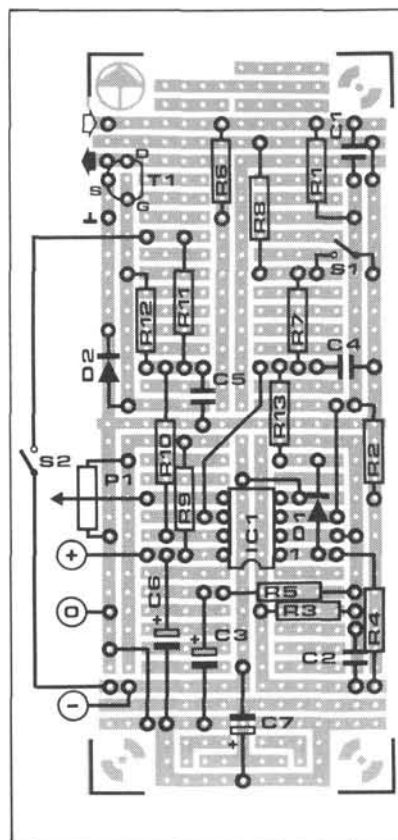 C1
D
T1
S
G
R6
R8
R1
⊥
S1
R12
R11
R7
D2
C5
C4
S2
R10
R13
R2
P1
R9
IC1
D1
1
+
C6
R5
R3
R4
0
+
C3
+
C2
-
C7
+